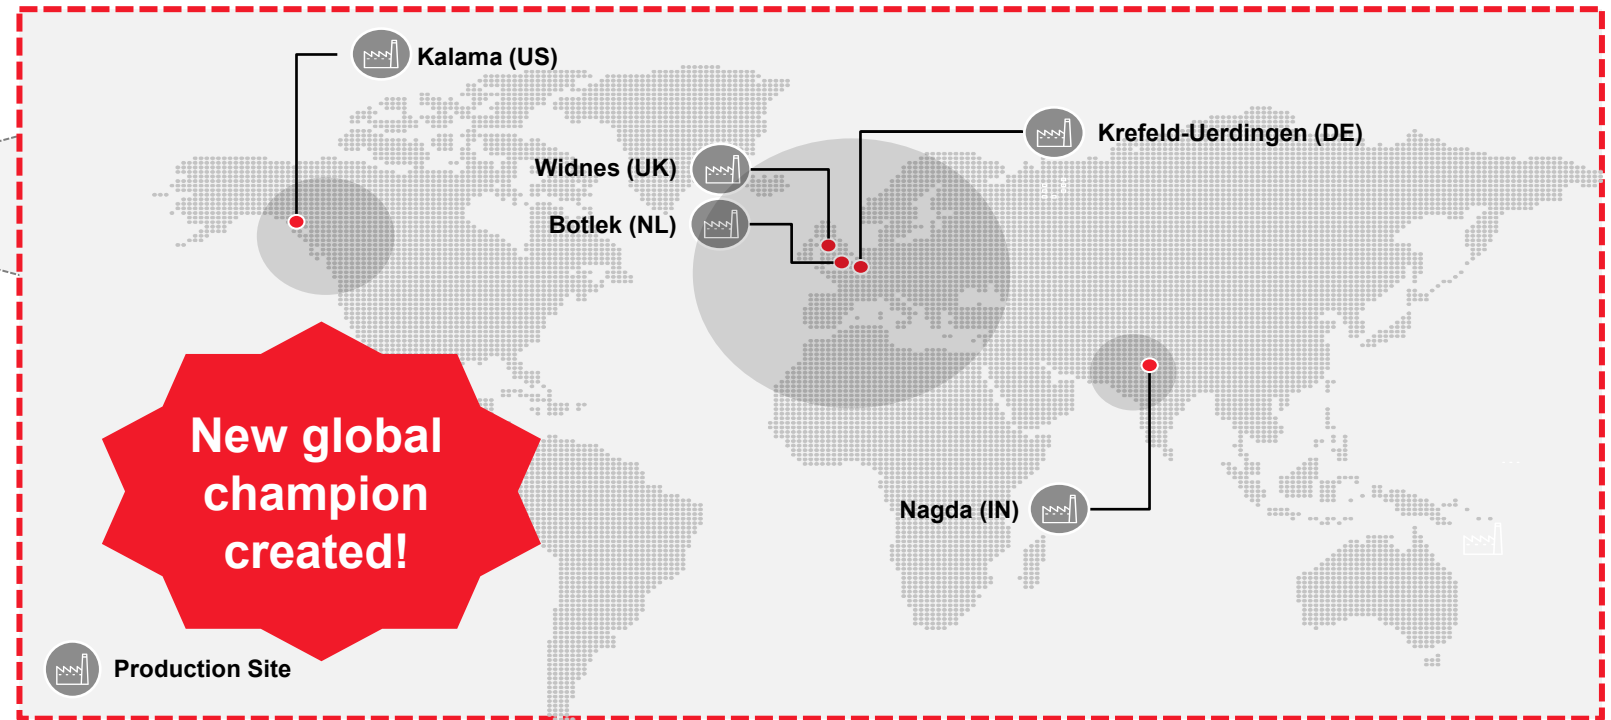 Kalama (US)
Krefeld-Uerdingen (DE)
Widnes (UK)
Botlek (NL)
New global
champion
created!
Nagda (IN)
Production Site